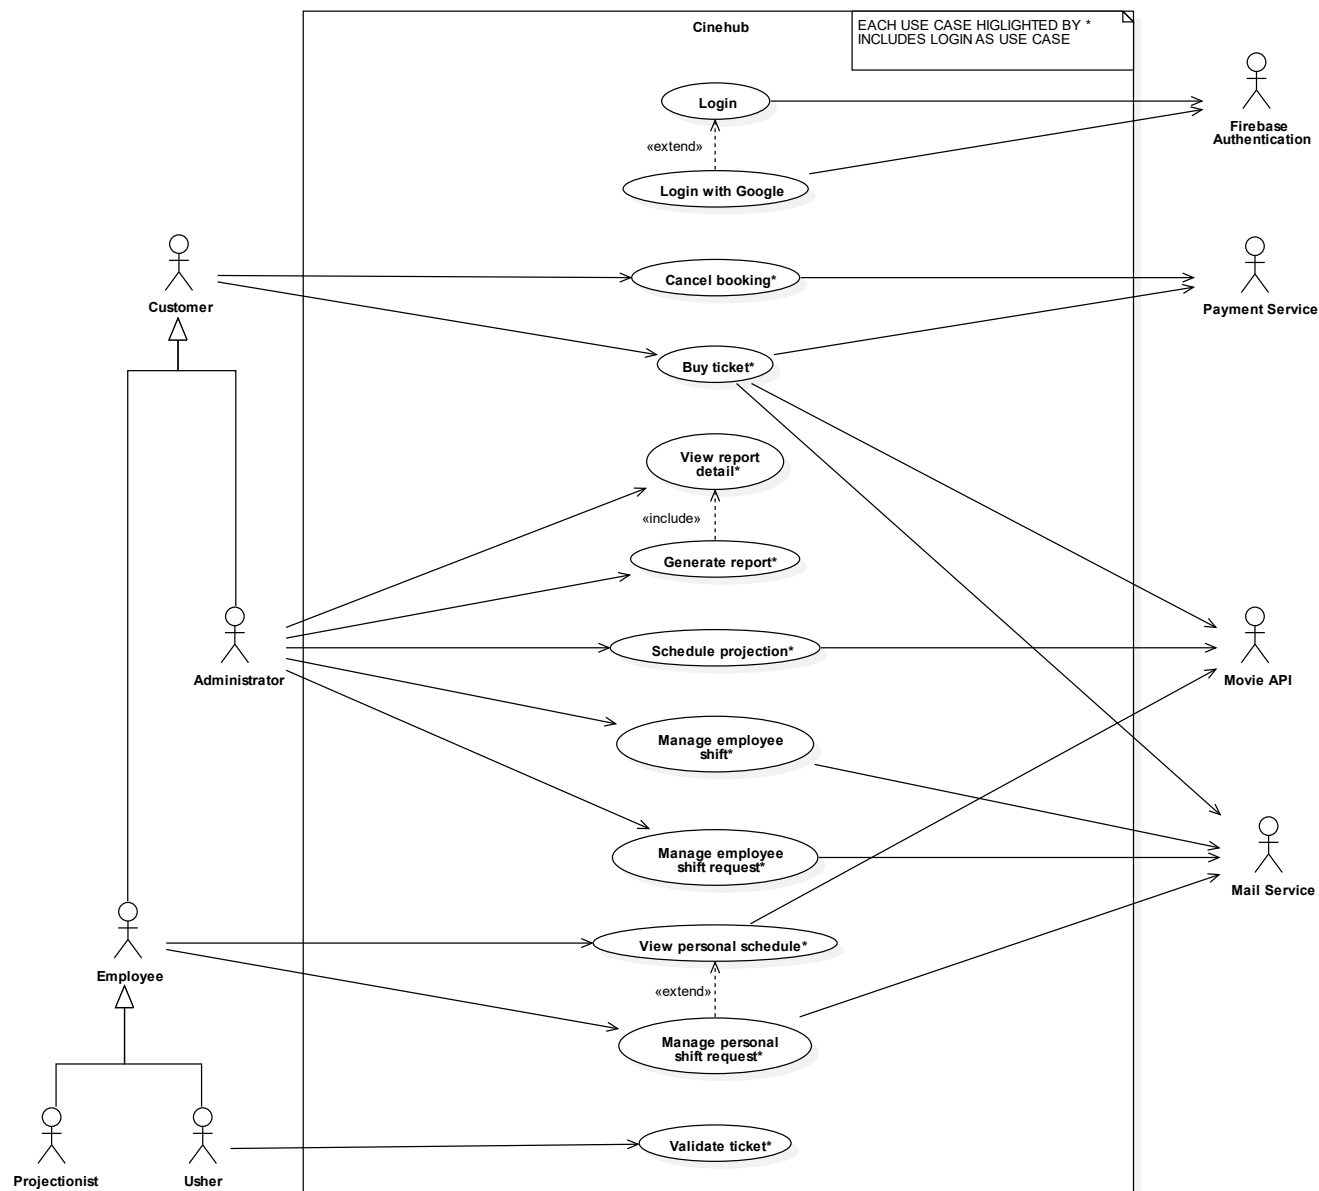 Cinehub
EACH USE CASE HIGLIGHTED BY *
INCLUDES LOGIN AS USE CASE
Login
Firebase
Authentication
«extend»
Login with Google
Customer
Cancel booking*
Payment Service
Buy ticket*
View report
detail*
«include»
Generate report*
Administrator
Schedule projection*
Movie API
Manage employee
shift*
Manage employee
shift request*
Mail Service
Employee
View personal schedule*
«extend»
Manage personal
shift request*
Projectionist
Usher
Validate ticket*